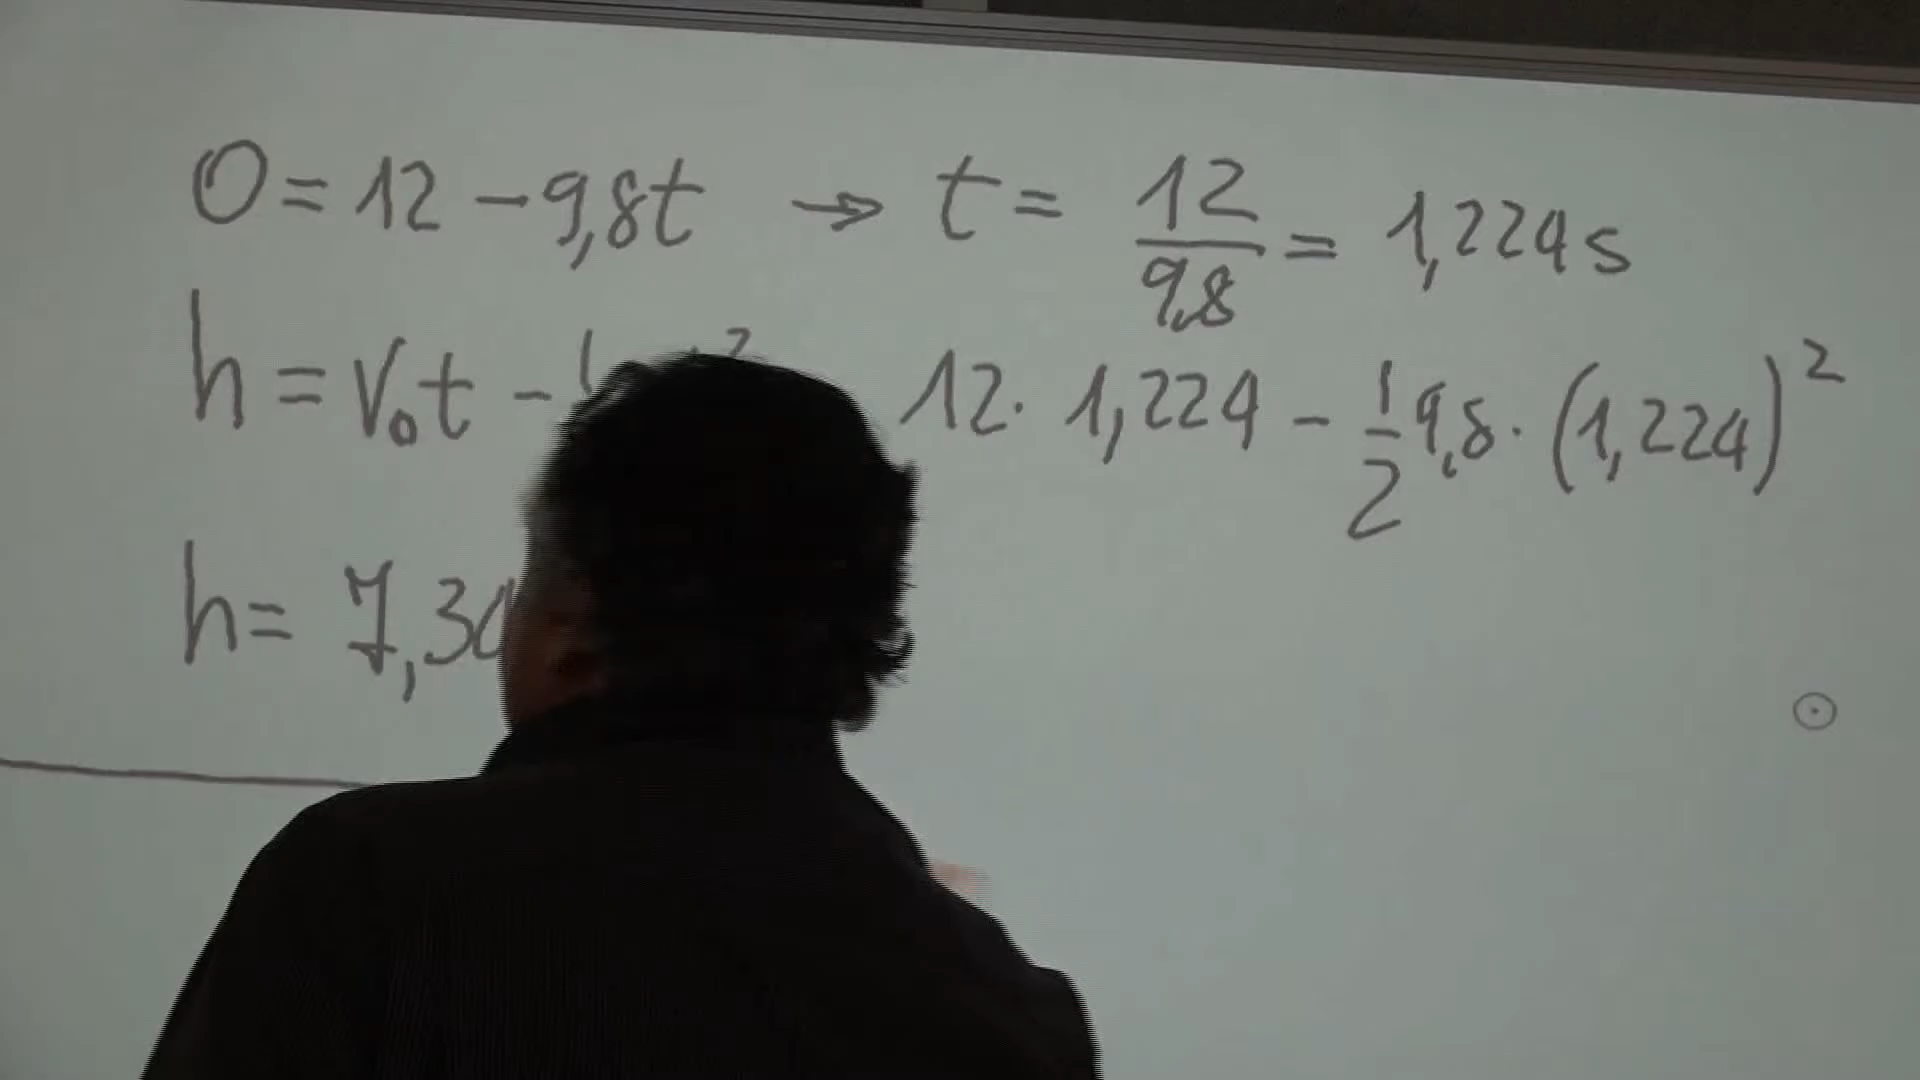 0 = 12 - 9,8t → t = 12/9,8 = 1,224 s
h = V₀t - 12 · 1,224 - 1/2 9,8 · (1,224)²
h = 7,3